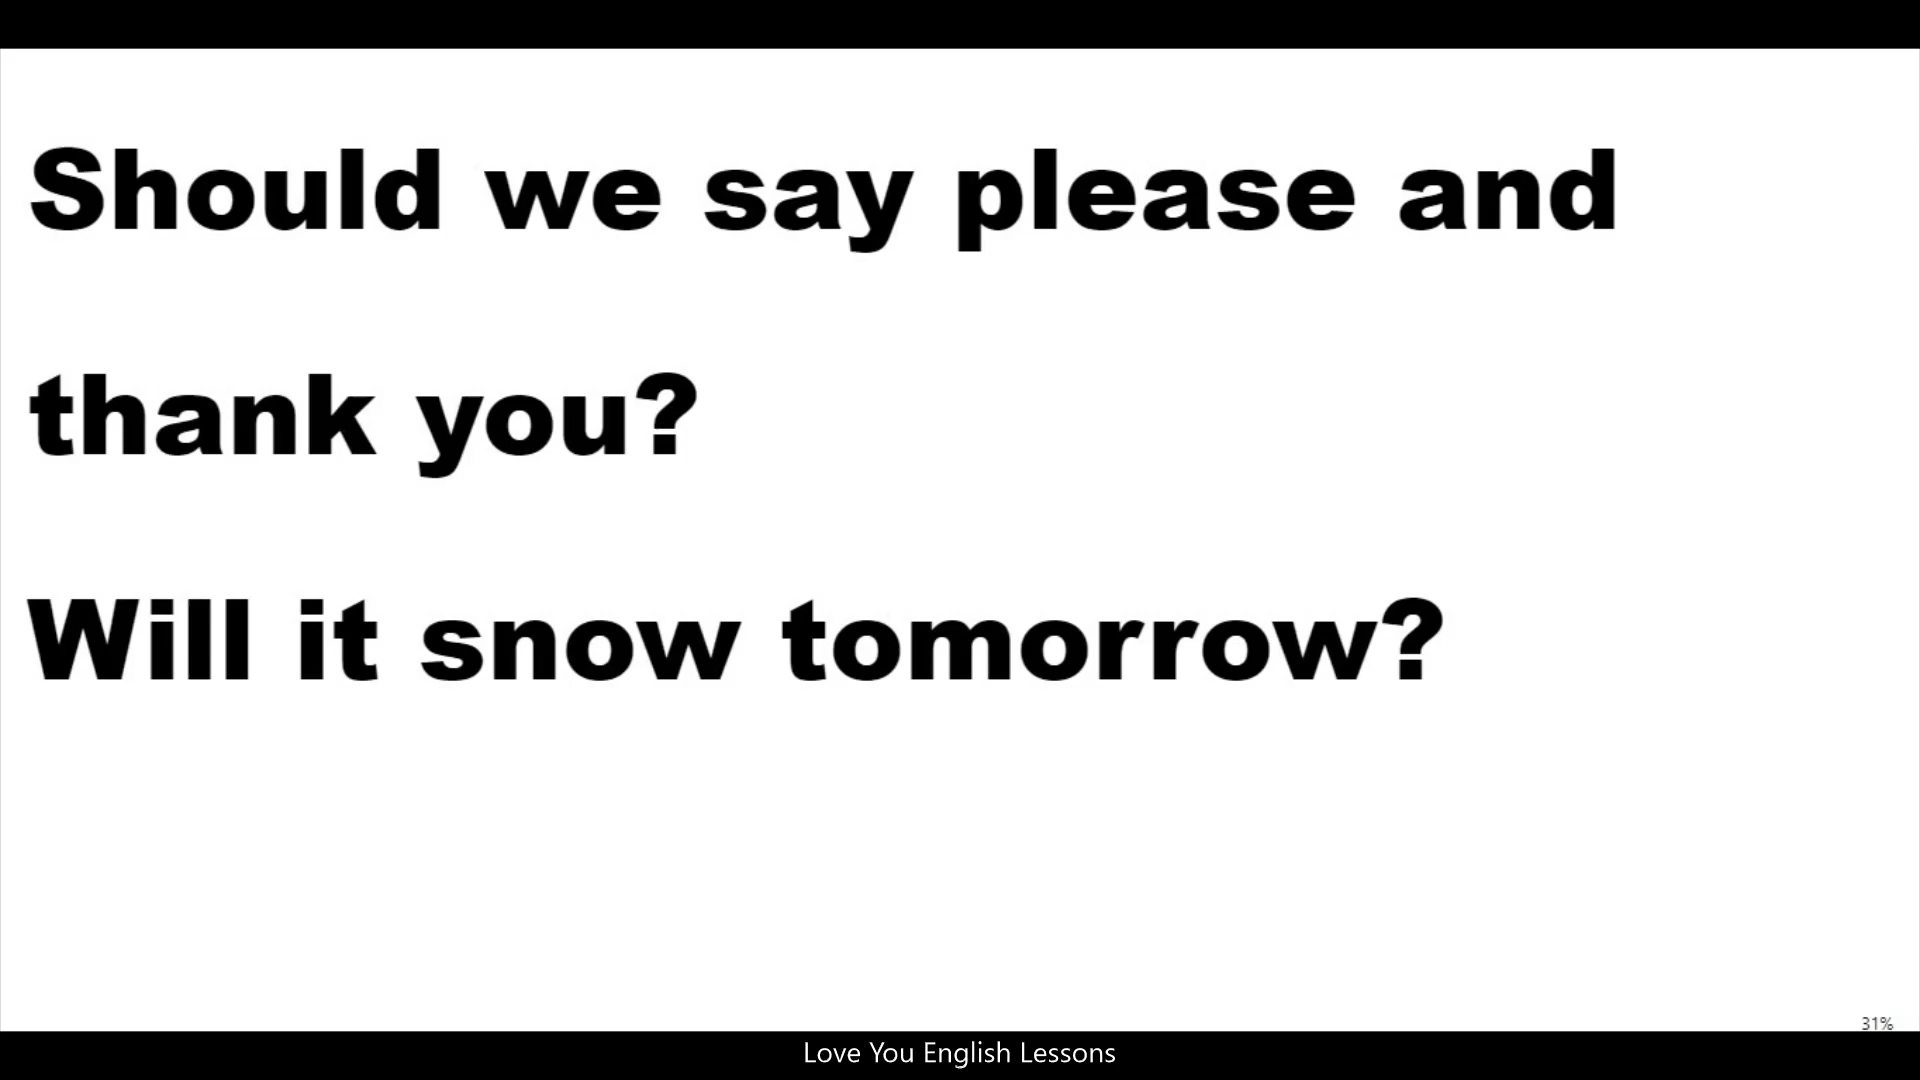 Should we say please and
thank you?
Will it snow tomorrow?
31%
Love You English Lessons